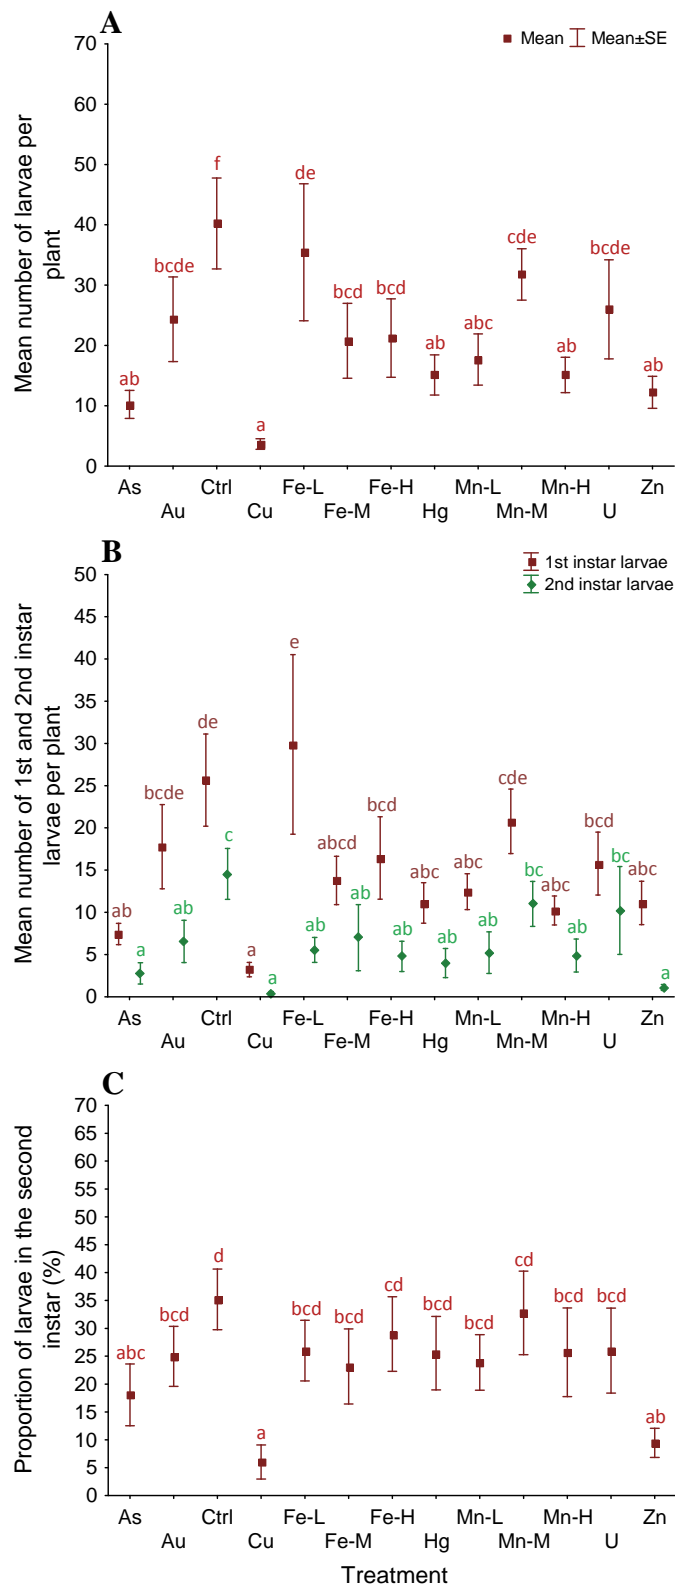 A
70
Mean
Mean±SE
60
50
40
30
20
10
0
Mean number of larvae per
plant
ab
bcde
f
a
de
bcd
bcd
ab
abc
cde
ab
bcde
ab
As
Au
Ctrl
Cu
Fe-L
Fe-M
Fe-H
Hg
Mn-L
Mn-M
Mn-H
U
Zn
B
1st instar larvae
2nd instar larvae
50
45
40
35
30
25
20
15
10
5
0
Mean number of 1st and 2nd instar
larvae per plant
ab
a
bcde
ab
de
c
a
a
e
ab
abcd
ab
bcd
ab
abc
ab
abc
ab
cde
bc
abc
ab
bcd
bc
abc
a
As
Au
Ctrl
Cu
Fe-L
Fe-M
Fe-H
Hg
Mn-L
Mn-M
Mn-H
U
Zn
C
70
65
60
55
50
45
40
35
30
25
20
15
10
5
0
Proportion of larvae in the second
instar (%)
abc
bcd
d
a
bcd
bcd
cd
bcd
bcd
cd
bcd
bcd
ab
As
Au
Ctrl
Cu
Fe-L
Fe-M
Fe-H
Hg
Mn-L
Mn-M
Mn-H
U
Zn
Treatment